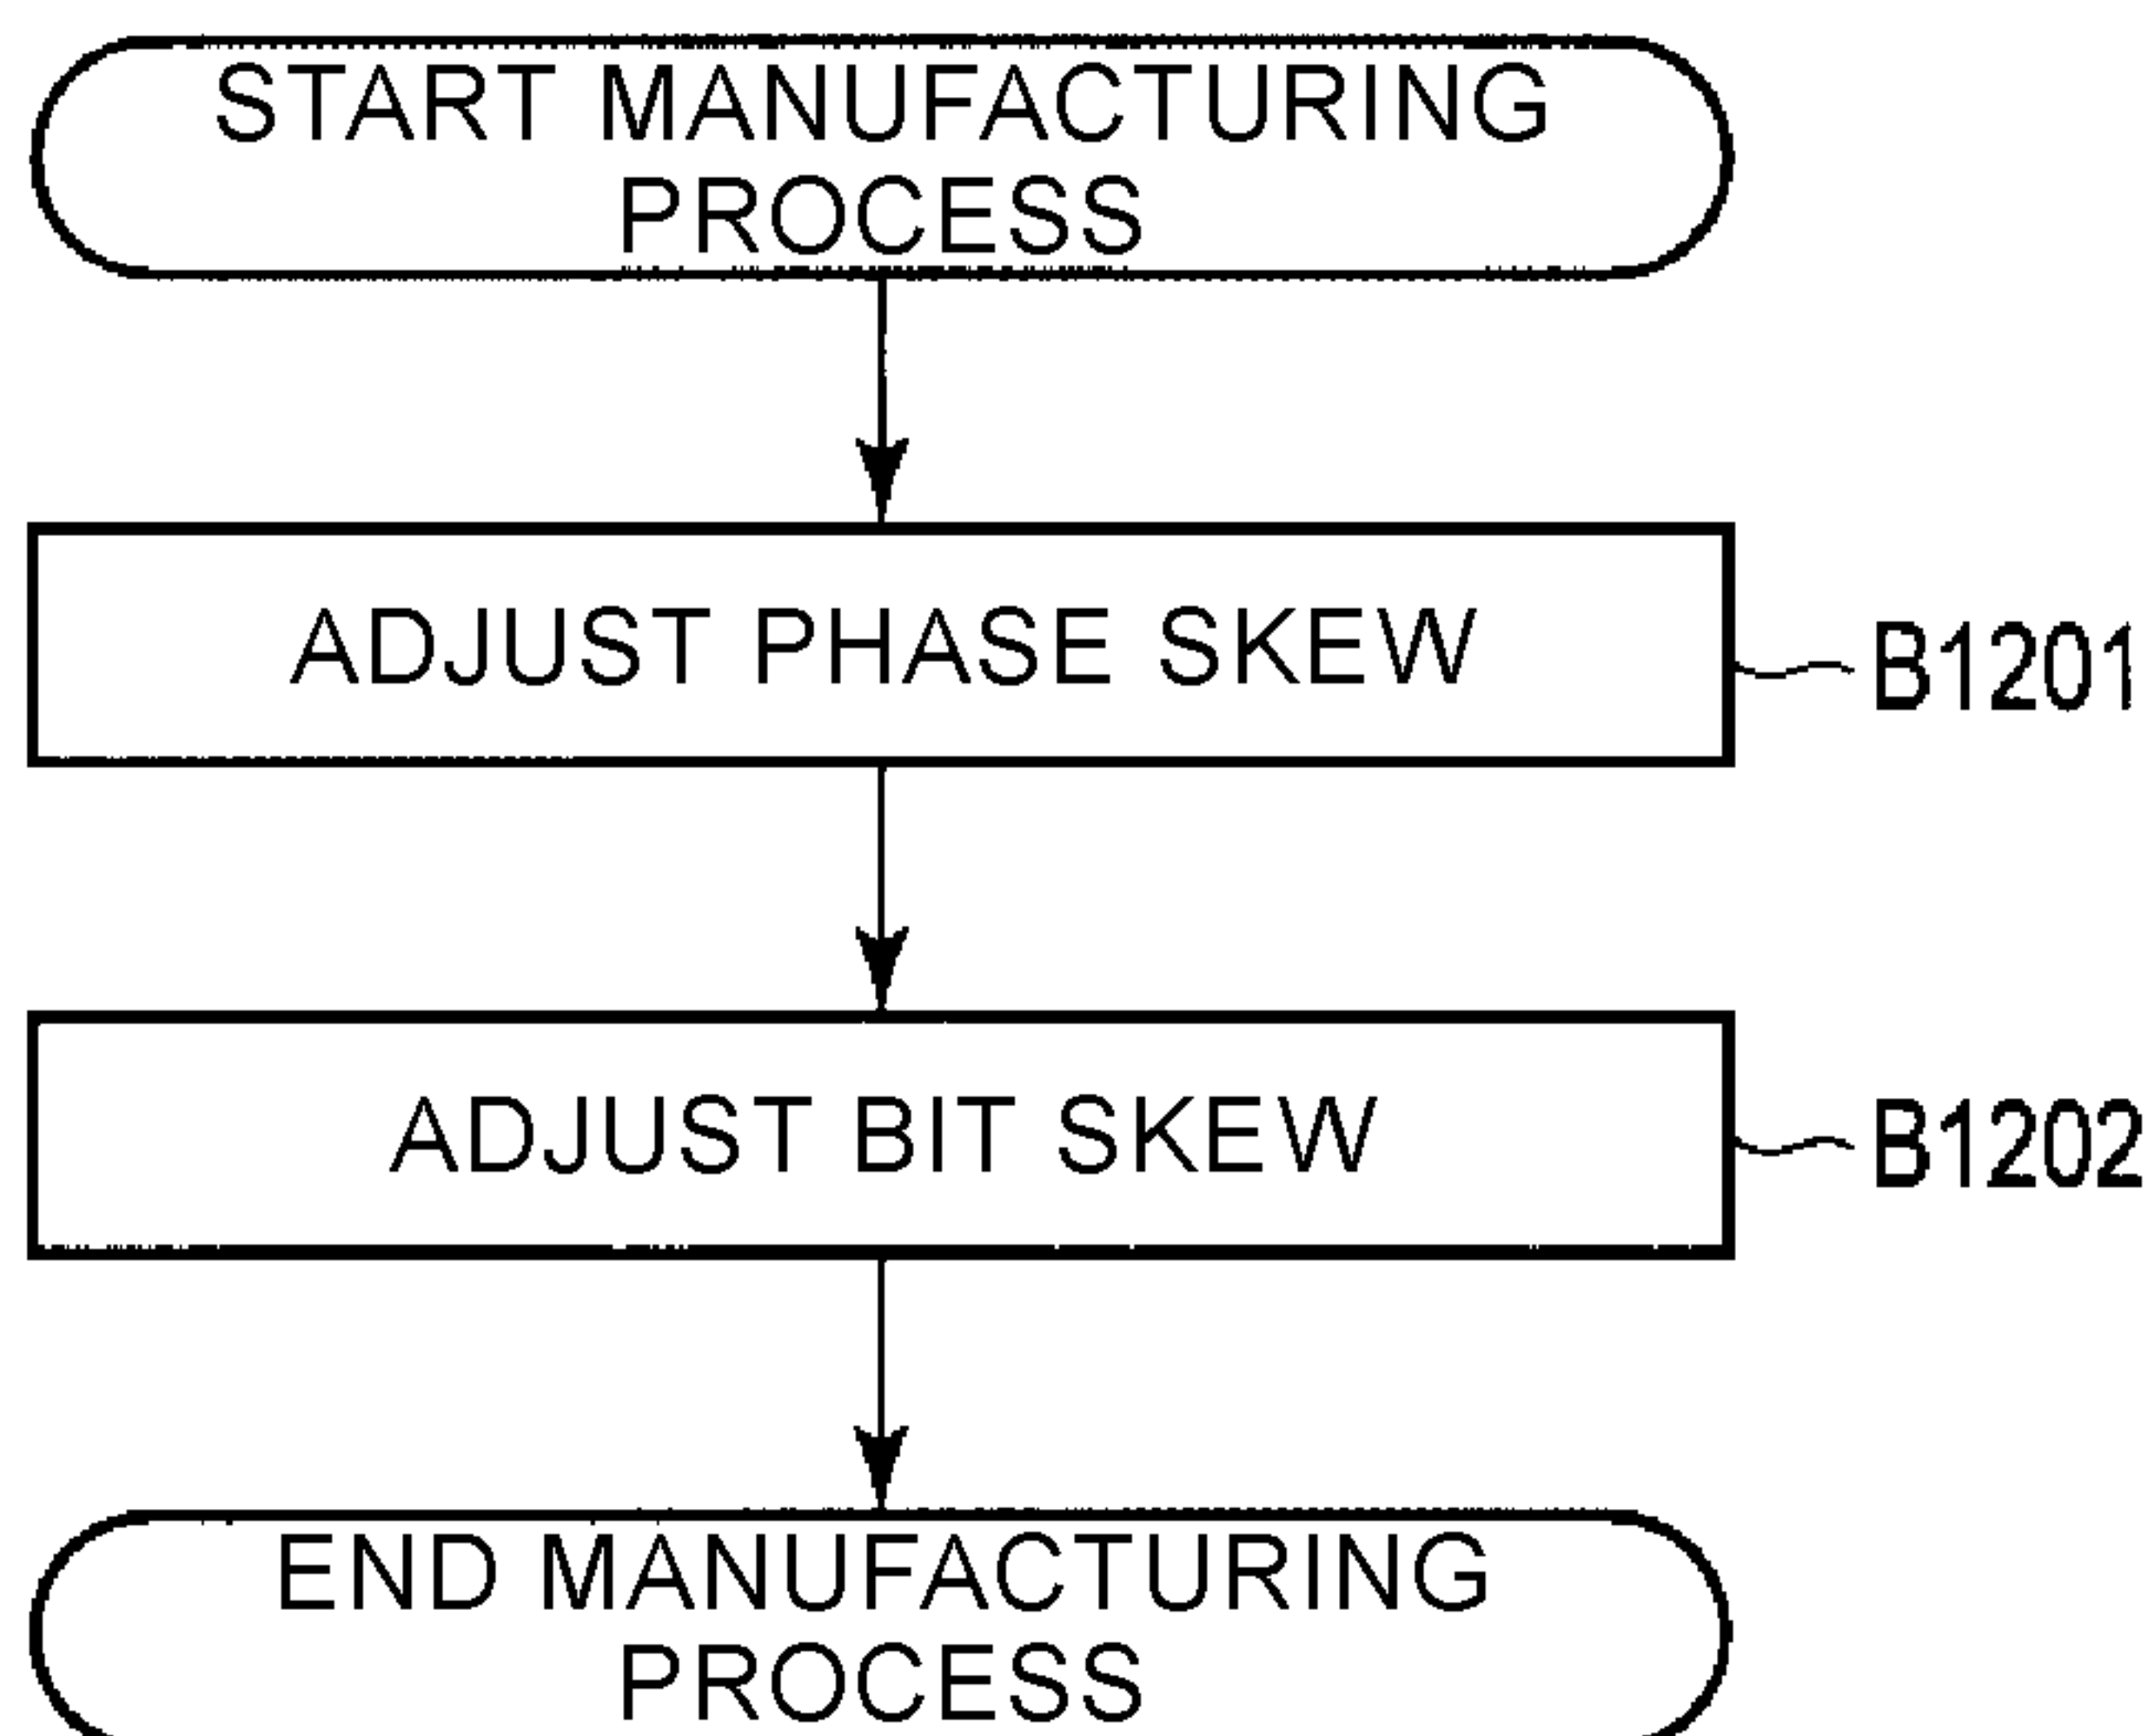 START MANUFACTURING
PROCESS
ADJUST PHASE SKEW
B1201
ADJUST BIT SKEW
B1202
END MANUFACTURING
PROCESS